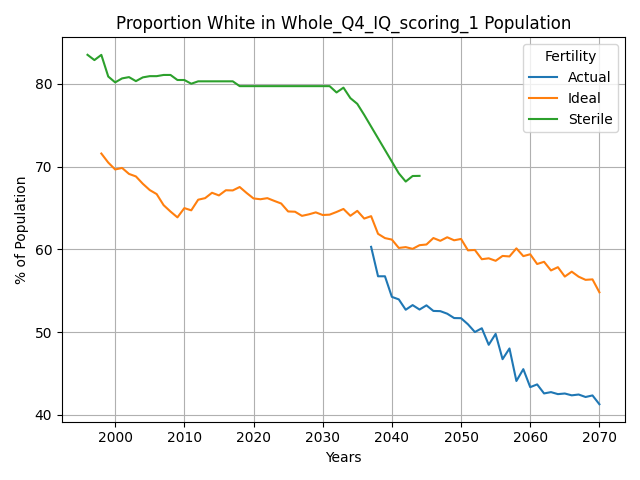 Proportion White in Whole_Q4_IQ_scoring_1 Population
% of Population
80
70
60
50
40
Fertility
Actual
Ideal
Sterile
2000
2010
2020
2030
2040
2050
2060
2070
Years